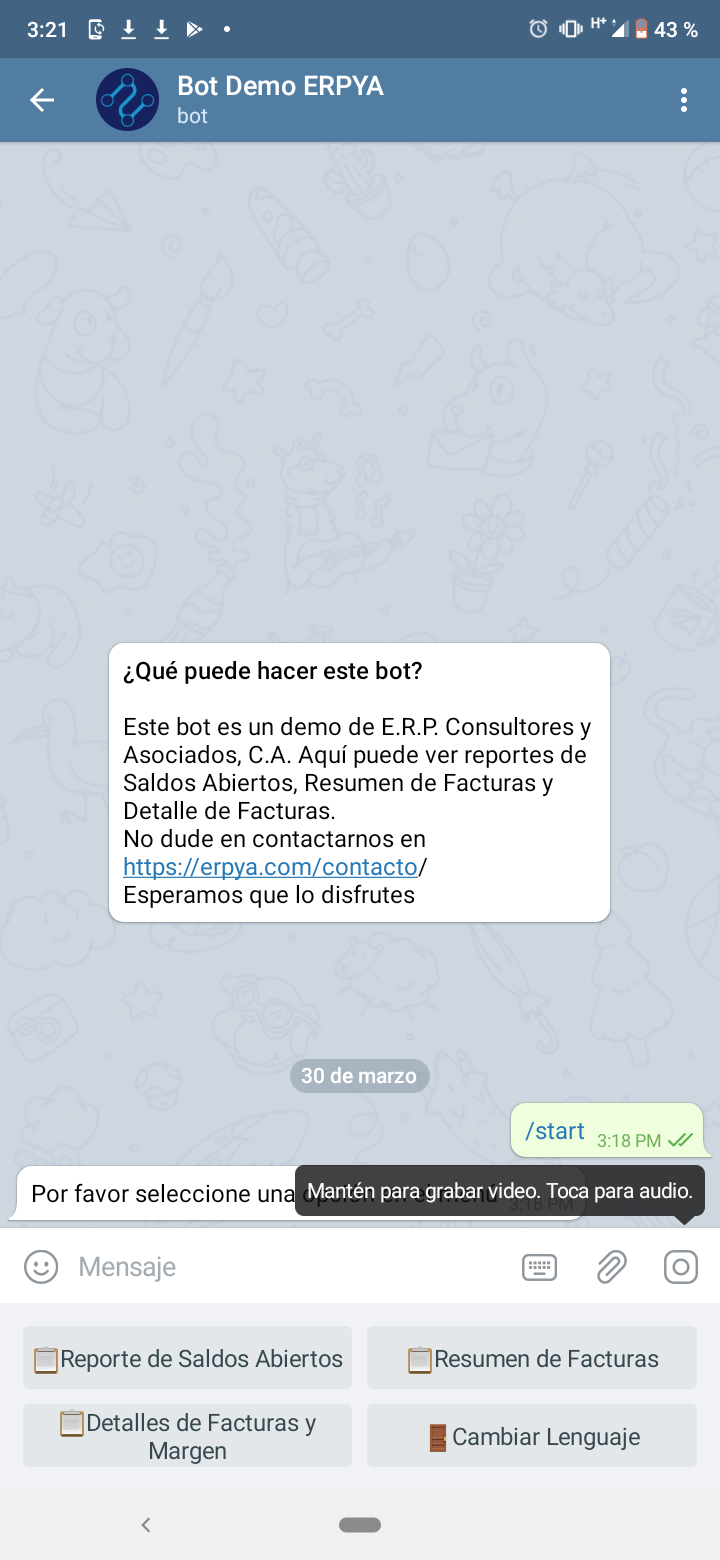 3:21
H+
43 %
Bot Demo ERPYA
bot
¿Qué puede hacer este bot?
Este bot es un demo de E.R.P. Consultores y
Asociados, C.A. Aquí puede ver reportes de
Saldos Abiertos, Resumen de Facturas y
Detalle de Facturas.
No dude en contactarnos en
https://erpya.com/contacto/
Esperamos que lo disfrutes
30 de marzo
/start 3:18 PM
Por favor seleccione una opción en el menú 3:18 PM
Mantén para grabar video. Toca para audio.
Mensaje
Reporte de Saldos Abiertos
Resumen de Facturas
Detalles de Facturas y
Margen
Cambiar Lenguaje